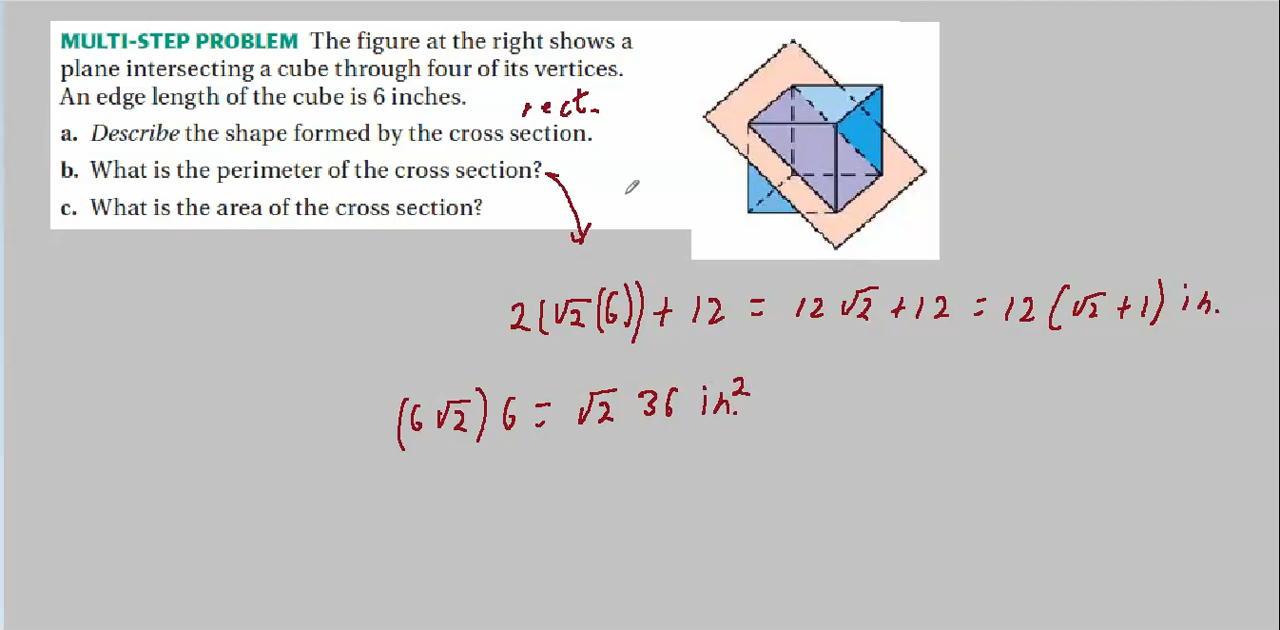 MULTI-STEP PROBLEM The figure at the right shows a
plane intersecting a cube through four of its vertices.
An edge length of the cube is 6 inches.
rect.
a. Describe the shape formed by the cross section.
b. What is the perimeter of the cross section?
c. What is the area of the cross section?
2(√2(6)) + 12 = 12√2 + 12 = 12(√2 + 1) in.
(6√2)6 = √2 36 in.²